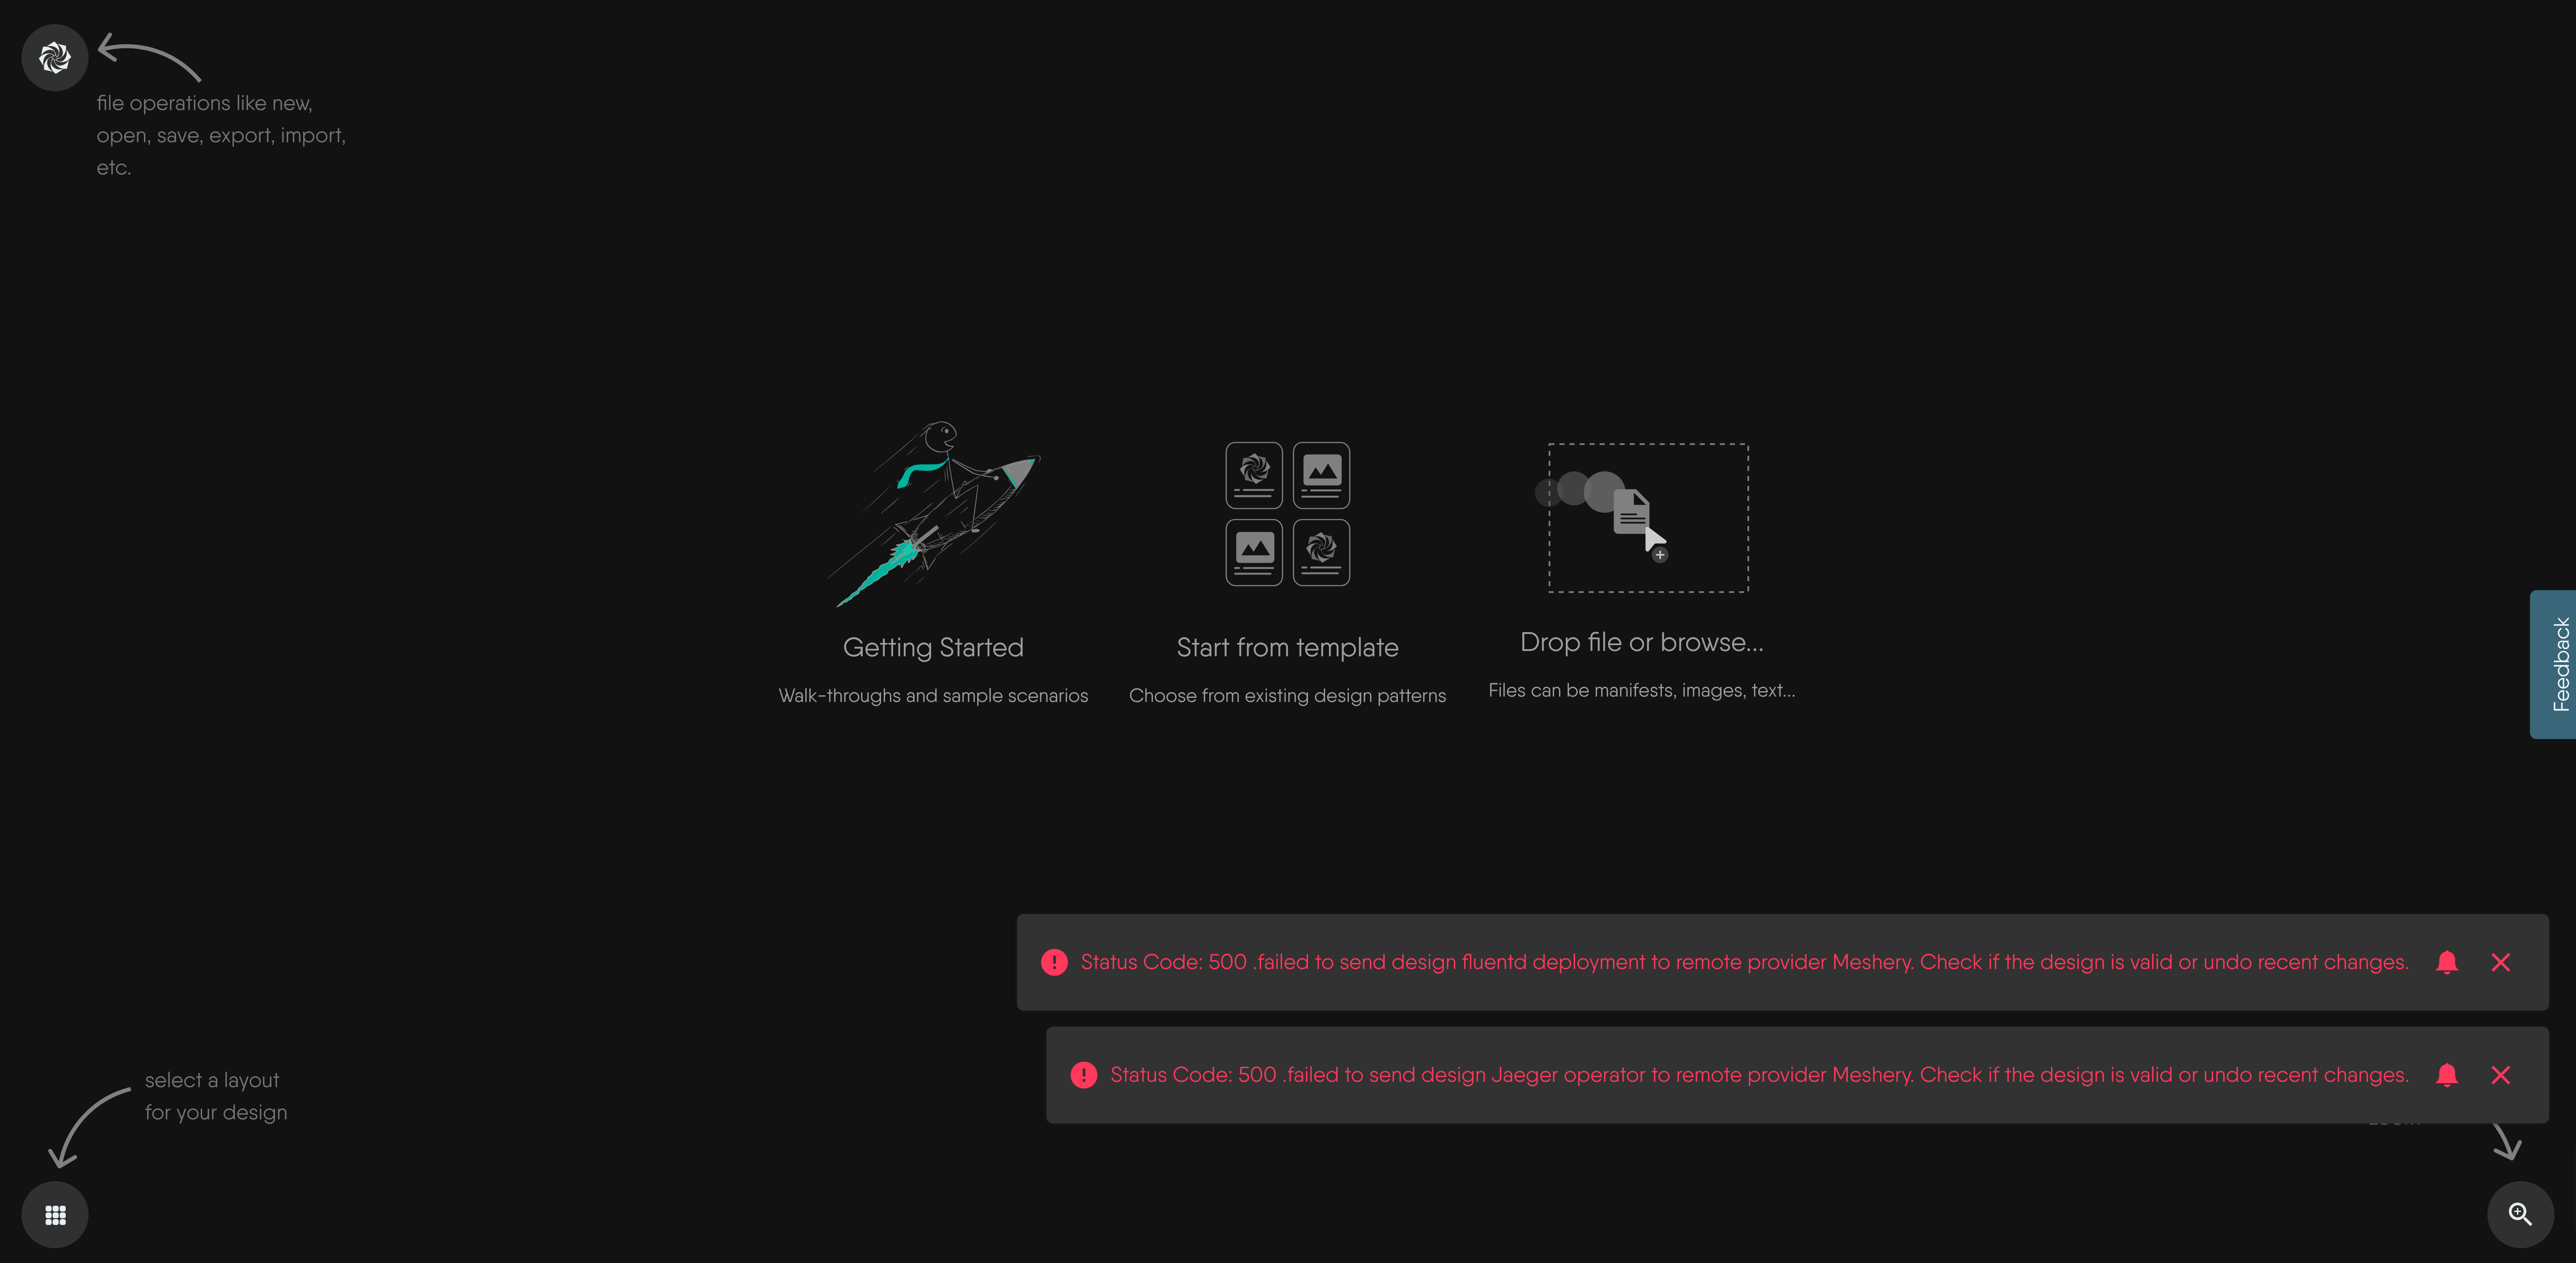 file operations like new,
open, save, export, import,
etc.
Getting Started
Walk-throughs and sample scenarios
Start from template
Choose from existing design patterns
Drop file or browse...
Files can be manifests, images, text...
Feedback
Status Code: 500 .failed to send design fluentd deployment to remote provider Meshery. Check if the design is valid or undo recent changes.
Status Code: 500 .failed to send design Jaeger operator to remote provider Meshery. Check if the design is valid or undo recent changes.
select a layout
for your design